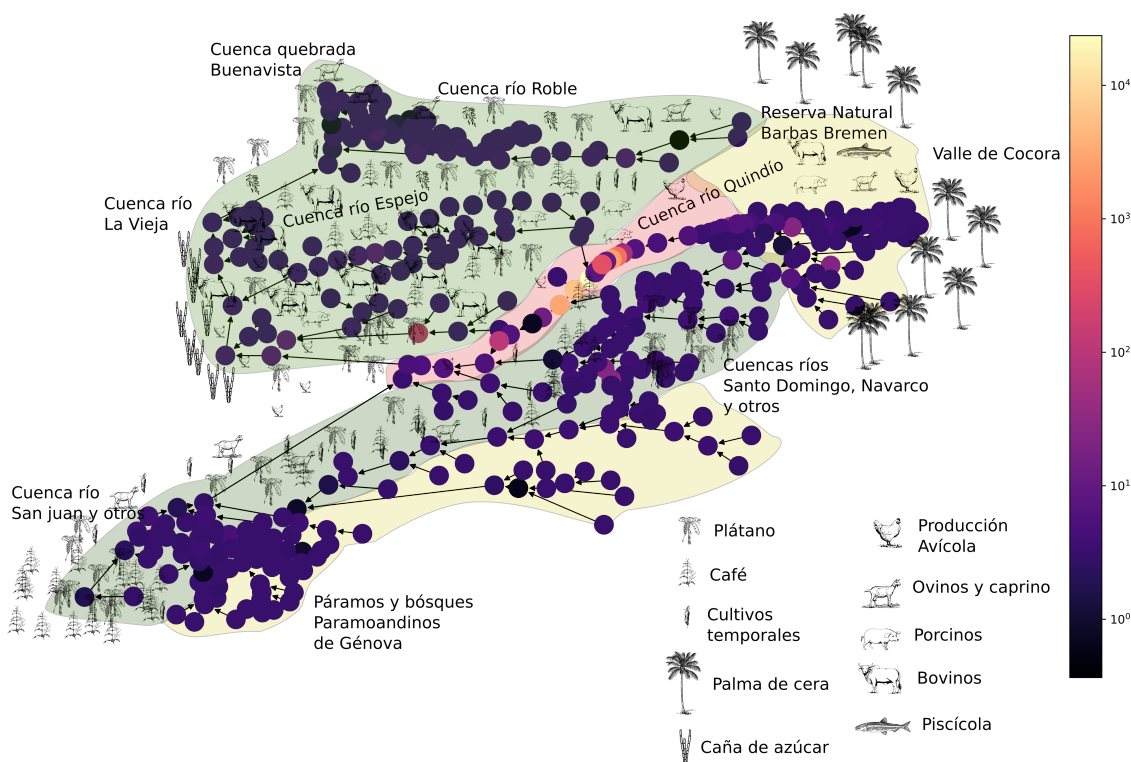 Cuenca quebrada
Buenavista
Cuenca río Roble
Reserva Natural
Barbas Bremen
Valle de Cocora
Cuenca río
La Vieja
Cuenca río Espejo
Cuenca río Quindío
Cuencas ríos
Santo Domingo, Navarco
y otros
Cuenca río
San juan y otros
Páramos y bósques
Paramoandinos
de Génova
Plátano
Café
Cultivos
temporales
Palma de cera
Caña de azúcar
Producción
Avícola
Ovinos y caprino
Porcinos
Bovinos
Piscícola
10⁴
10³
10²
10¹
10⁰